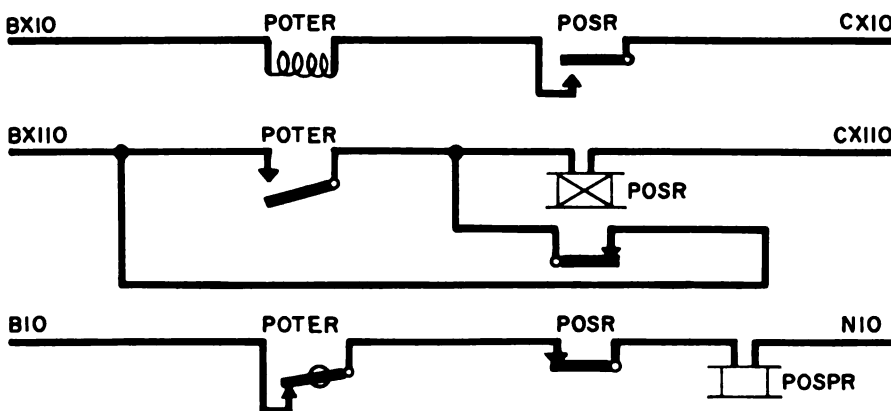 BX10 POTER POSR CX10
BX110 POTER CX110
POSR
B10 POTER POSR N10
POSPR